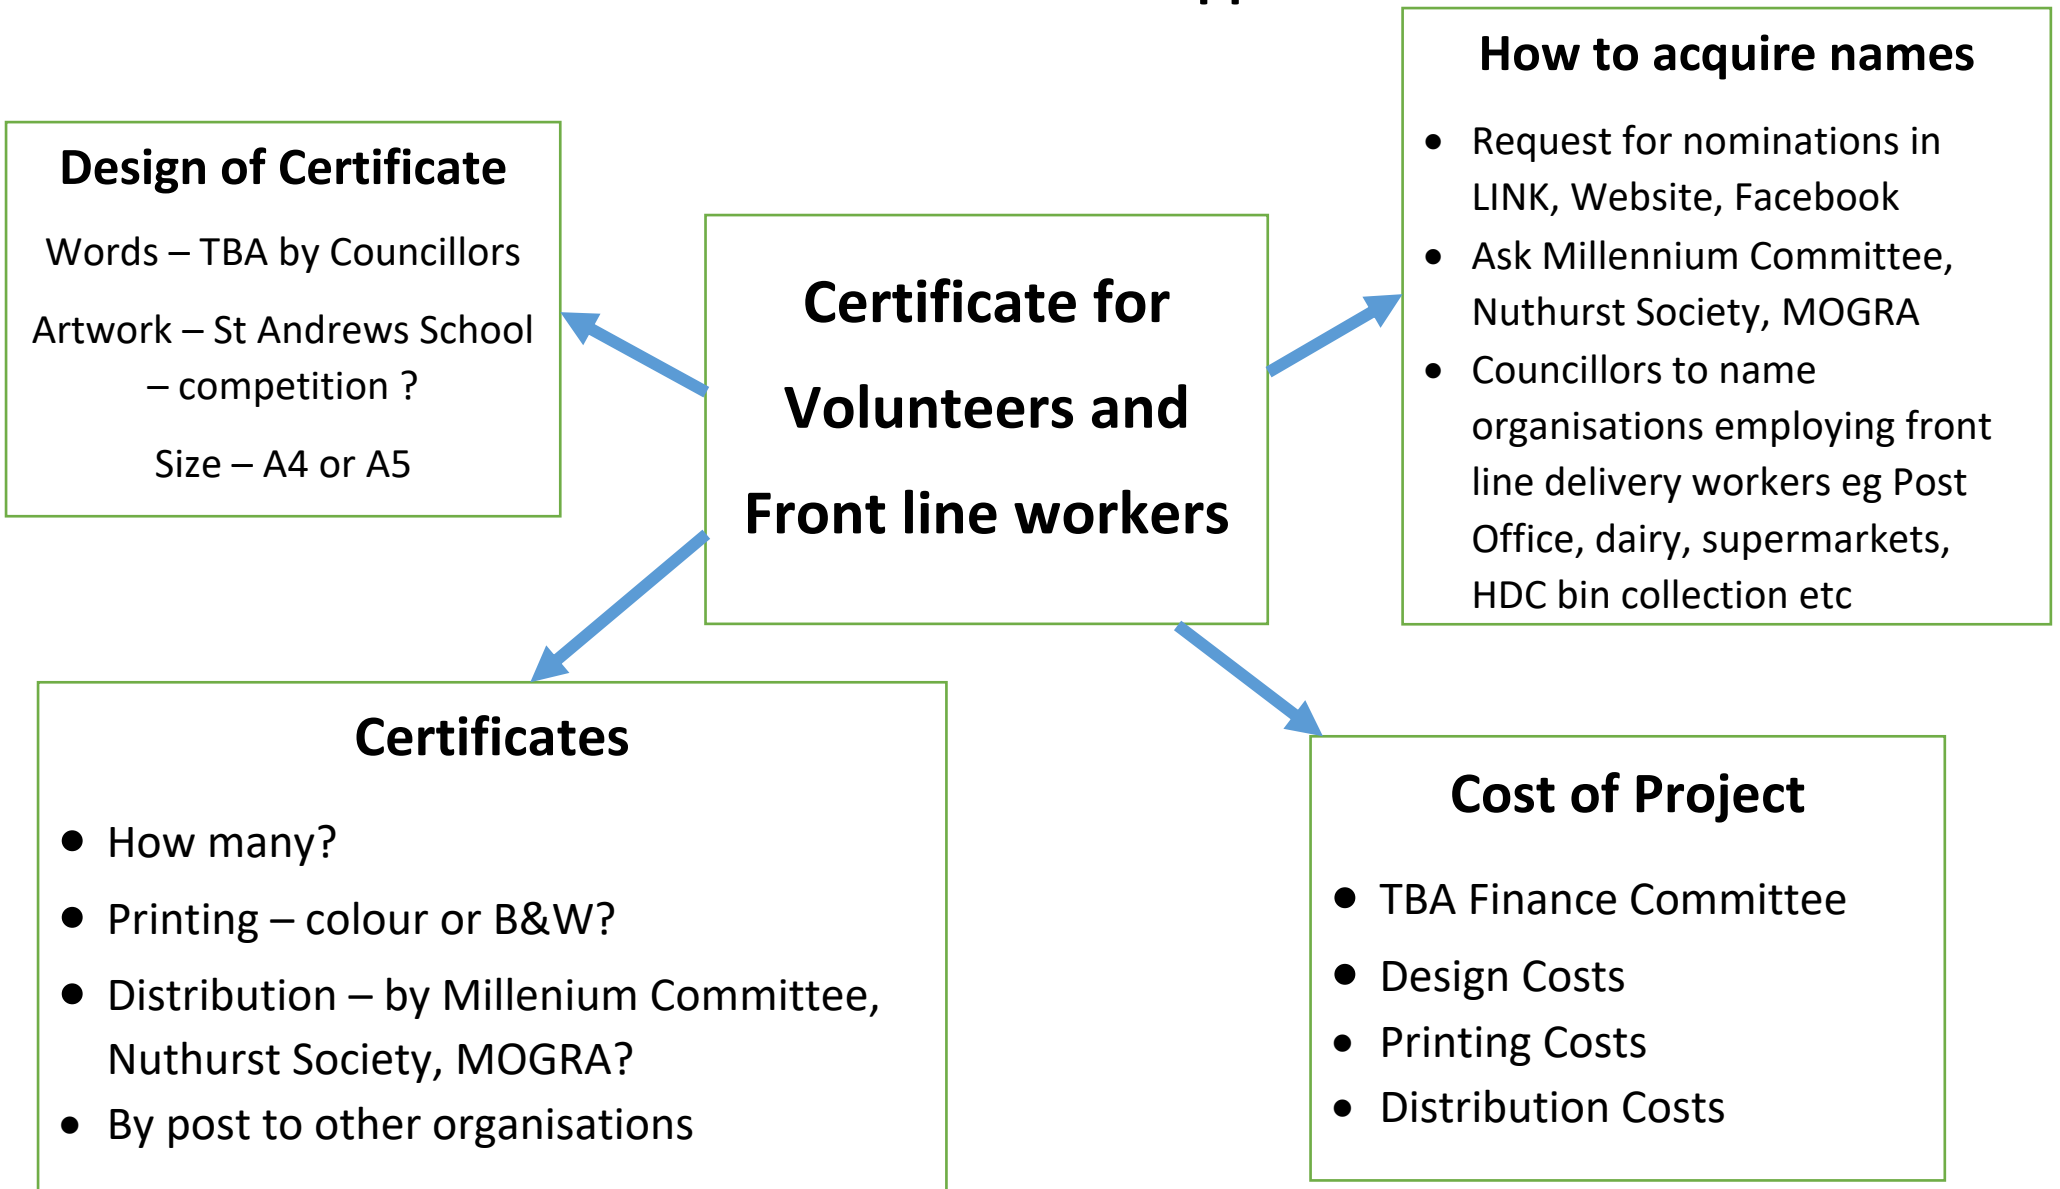 How to acquire names
• Request for nominations in
LINK, Website, Facebook
• Ask Millennium Committee,
Nuthurst Society, MOGRA
• Councillors to name
organisations employing front
line delivery workers eg Post
Office, dairy, supermarkets,
HDC bin collection etc
Design of Certificate
Words – TBA by Councillors
Artwork – St Andrews School
– competition ?
Size – A4 or A5
Certificate for
Volunteers and
Front line workers
Certificates
• How many?
• Printing – colour or B&W?
• Distribution – by Millenium Committee,
Nuthurst Society, MOGRA?
• By post to other organisations
Cost of Project
• TBA Finance Committee
• Design Costs
• Printing Costs
• Distribution Costs